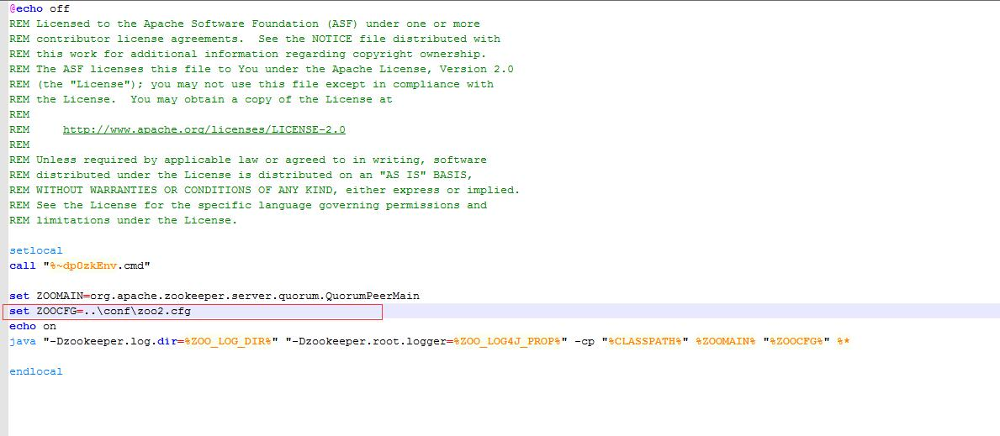 @echo off
REM Licensed to the Apache Software Foundation (ASF) under one or more
REM contributor license agreements.  See the NOTICE file distributed with
REM this work for additional information regarding copyright ownership.
REM The ASF licenses this file to You under the Apache License, Version 2.0
REM (the "License"); you may not use this file except in compliance with
REM the License.  You may obtain a copy of the License at
REM
REM     http://www.apache.org/licenses/LICENSE-2.0
REM
REM Unless required by applicable law or agreed to in writing, software
REM distributed under the License is distributed on an "AS IS" BASIS,
REM WITHOUT WARRANTIES OR CONDITIONS OF ANY KIND, either express or implied.
REM See the License for the specific language governing permissions and
REM limitations under the License.

setlocal
call "%~dp0zkEnv.cmd"

set ZOOMAIN=org.apache.zookeeper.server.quorum.QuorumPeerMain
set ZOOCFG=..\conf\zoo2.cfg
echo on
java "-Dzookeeper.log.dir=%ZOO_LOG_DIR%" "-Dzookeeper.root.logger=%ZOO_LOG4J_PROP%" -cp "%CLASSPATH%" %ZOOMAIN% "%ZOOCFG%" %*

endlocal